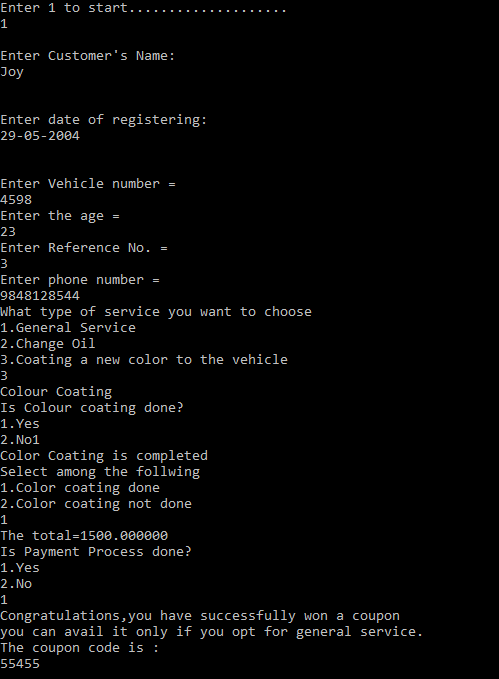 Enter 1 to start....................
1
Enter Customer's Name:
Joy
Enter date of registering:
29-05-2004
Enter Vehicle number =
4598
Enter the age =
23
Enter Reference No. =
3
Enter phone number =
9848128544
What type of service you want to choose
1.General Service
2.Change Oil
3.Coating a new color to the vehicle
3
Colour Coating
Is Colour coating done?
1.Yes
2.No1
Color Coating is completed
Select among the follwing
1.Color coating done
2.Color coating not done
1
The total=1500.000000
Is Payment Process done?
1.Yes
2.No
1
Congratulations,you have successfully won a coupon
you can avail it only if you opt for general service.
The coupon code is :
55455